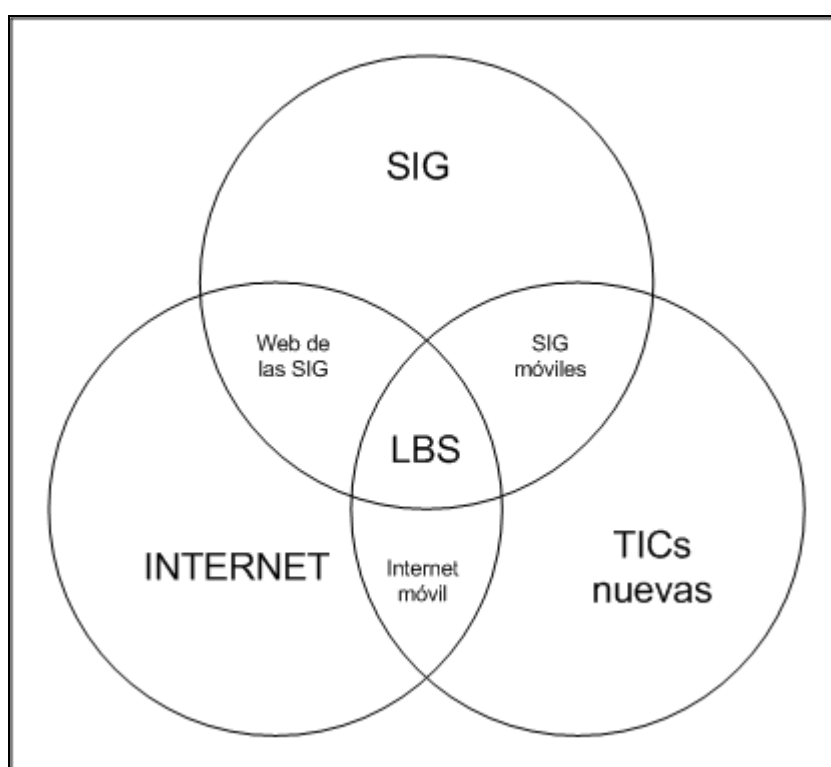 SIG
Web de
las SIG
SIG
móviles
LBS
INTERNET
Internet
móvil
TICs
nuevas